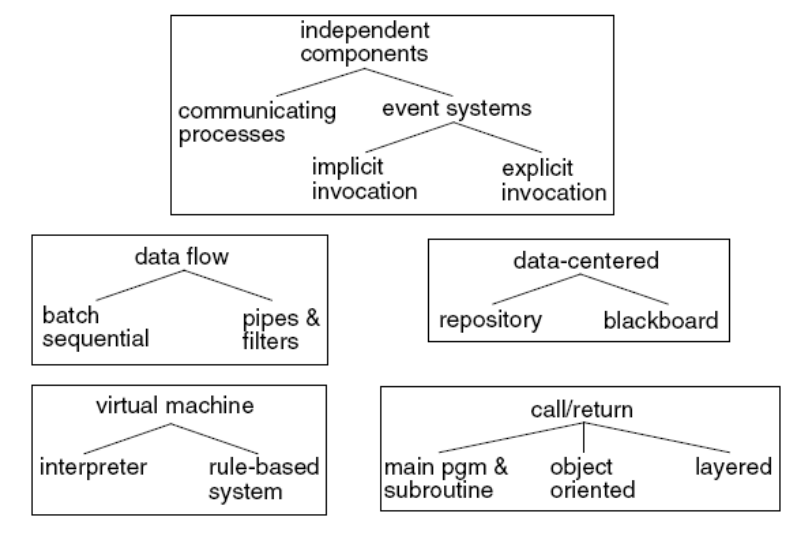 independent
components
communicating
processes
event systems
implicit
invocation
explicit
invocation
data flow
batch
sequential
pipes &
filters
data-centered
repository
blackboard
virtual machine
interpreter
rule-based
system
call/return
main pgm &
subroutine
object
oriented
layered